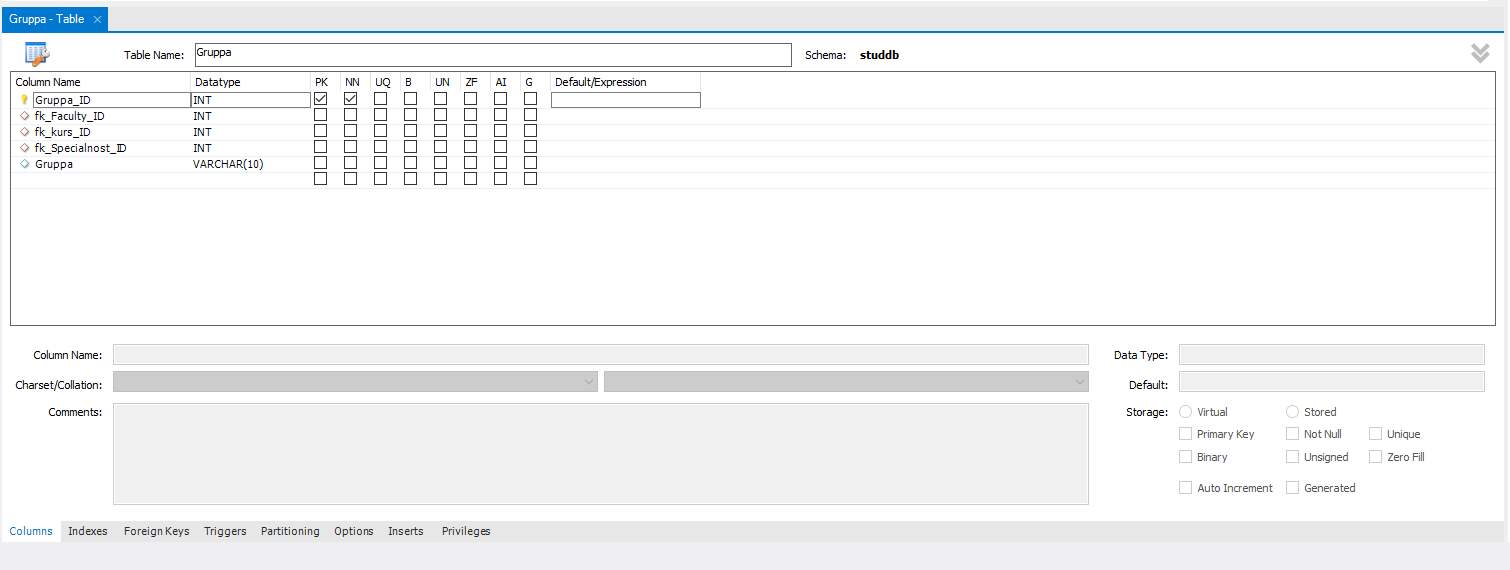 Gruppa - Table ×
Table Name: Gruppa Schema: studdb
Column Name Datatype PK NN UQ B UN ZF AI G Default/Expression
Gruppa_ID INT
fk_Faculty_ID INT
fk_kurs_ID INT
fk_Specialnost_ID INT
Gruppa VARCHAR(10)
Column Name: Data Type:
Charset/Collation: Default:
Comments: Storage: Virtual Stored
Primary Key Not Null Unique
Binary Unsigned Zero Fill
Auto Increment Generated
Columns Indexes Foreign Keys Triggers Partitioning Options Inserts Privileges